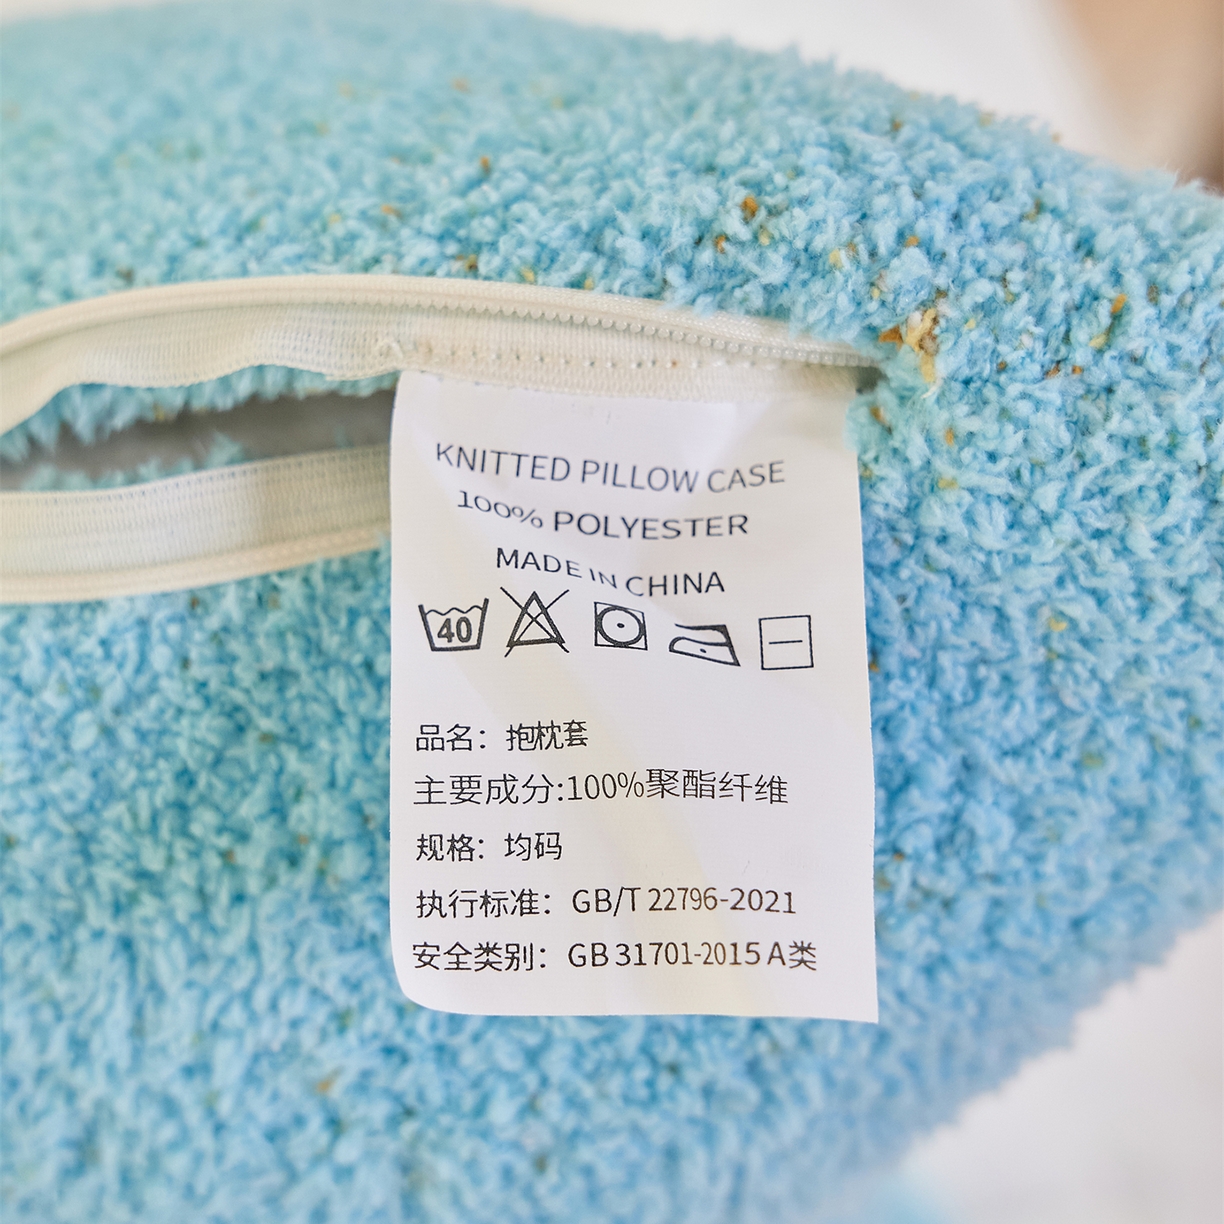 KNITTED PILLOW CASE
100% POLYESTER
MADE IN CHINA
40
品名：抱枕套
主要成分:100%聚酯纤维
规格：均码
执行标准：GB/T 22796-2021
安全类别：GB 31701-2015 A类